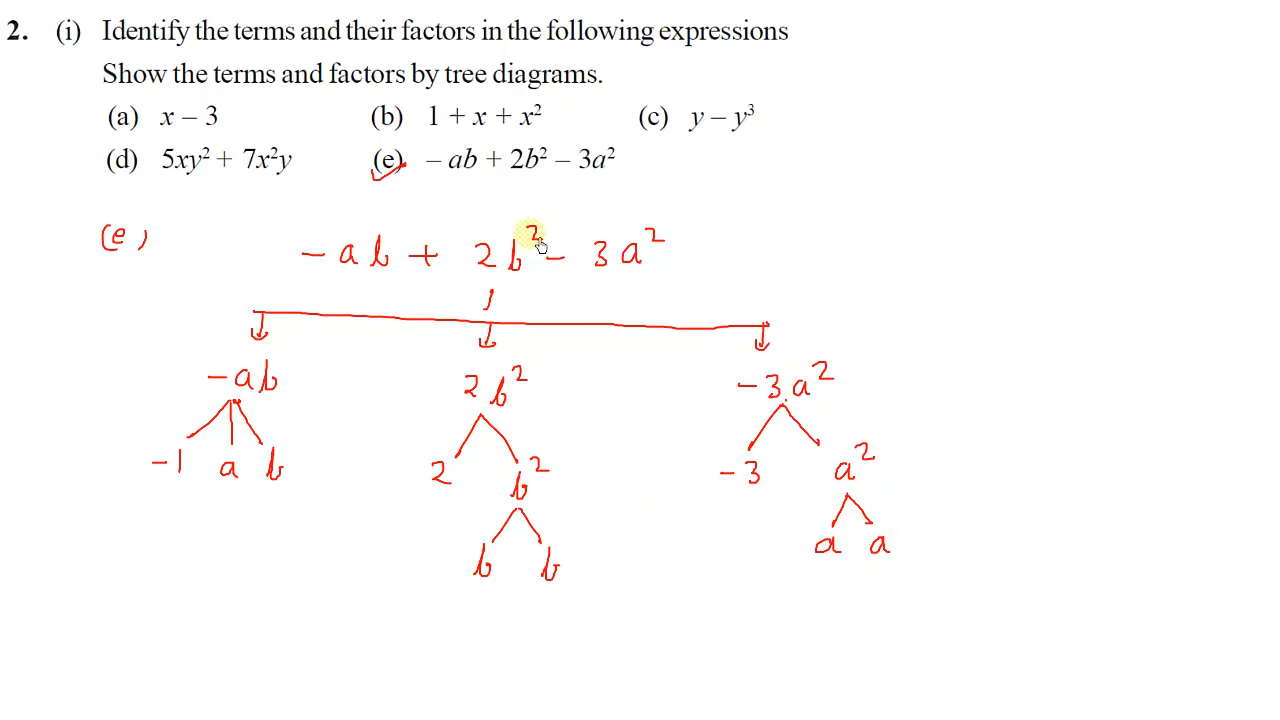 2. (i) Identify the terms and their factors in the following expressions
Show the terms and factors by tree diagrams.
(a) x – 3 (b) 1 + x + x² (c) y – y³
(d) 5xy² + 7x²y (e) – ab + 2b² – 3a²
(e) - ab + 2b² - 3a²
-ab 2b² -3a²
-1 a b 2 b² -3 a²
b b a a